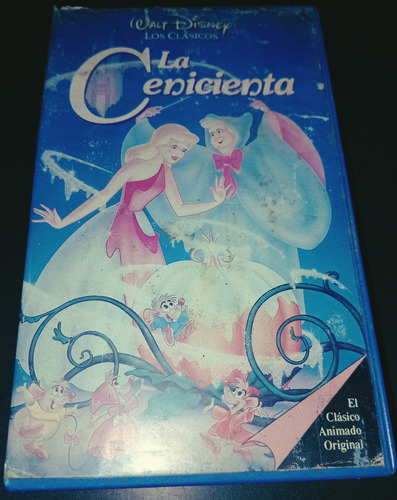 Walt Disney
Los Clásicos
La
Cenicienta
El
Clásico
Animado
Original